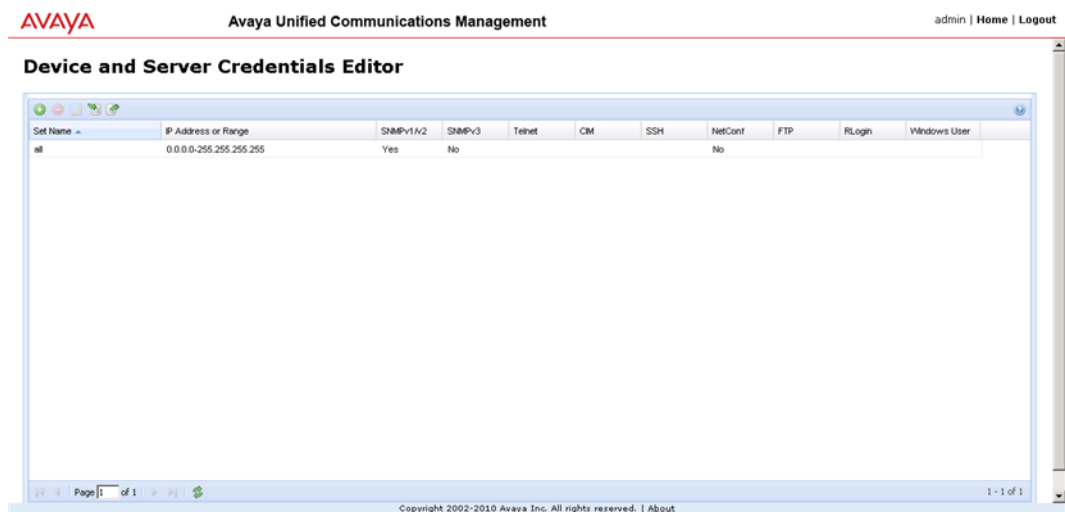 AVAYA Avaya Unified Communications Management admin | Home | Logout
Device and Server Credentials Editor
Set Name IP Address or Range SNMPv1/v2 SNMPv3 Telnet CIM SSH NetConf FTP RLogin Windows User
all 0.0.0.0-255.255.255.255 Yes No No
Page 1 of 1 1 - 1 of 1
Copyright 2002-2010 Avaya Inc. All rights reserved. | About